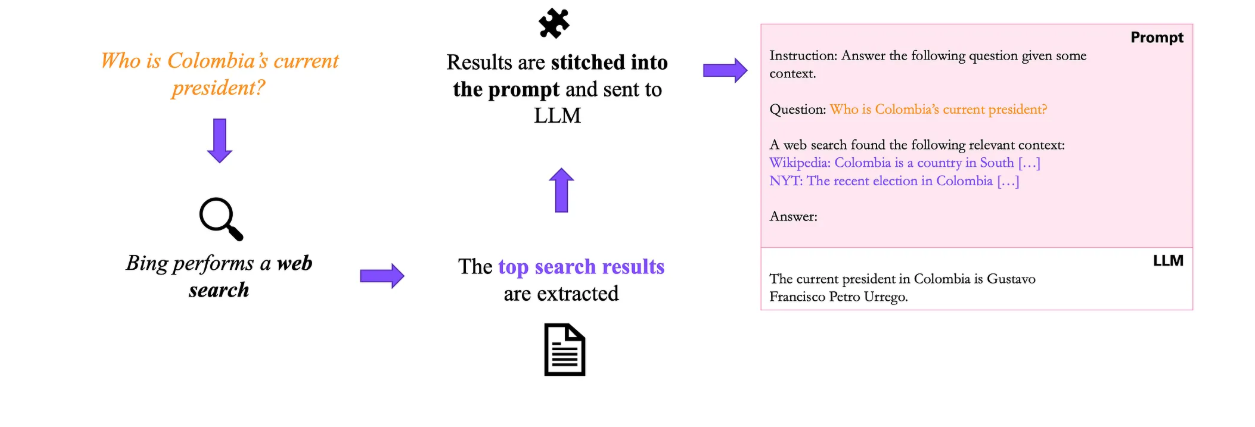 Who is Colombia’s current
president?
Bing performs a web
search
The top search results
are extracted
Results are stitched into
the prompt and sent to
LLM
Prompt
Instruction: Answer the following question given some
context.
Question: Who is Colombia’s current president?
A web search found the following relevant context:
Wikipedia: Colombia is a country in South […]
NYT: The recent election in Colombia […]
Answer:
LLM
The current president in Colombia is Gustavo
Francisco Petro Urrego.